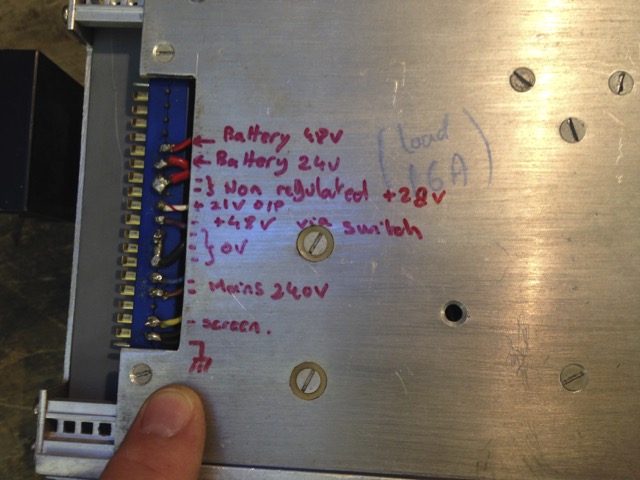 Battery 48V
Battery 24V
(Load
16A)
} Non regulated +28V
+21V O/P
+48V via switch
} 0V
= Mains 240V
- screen.